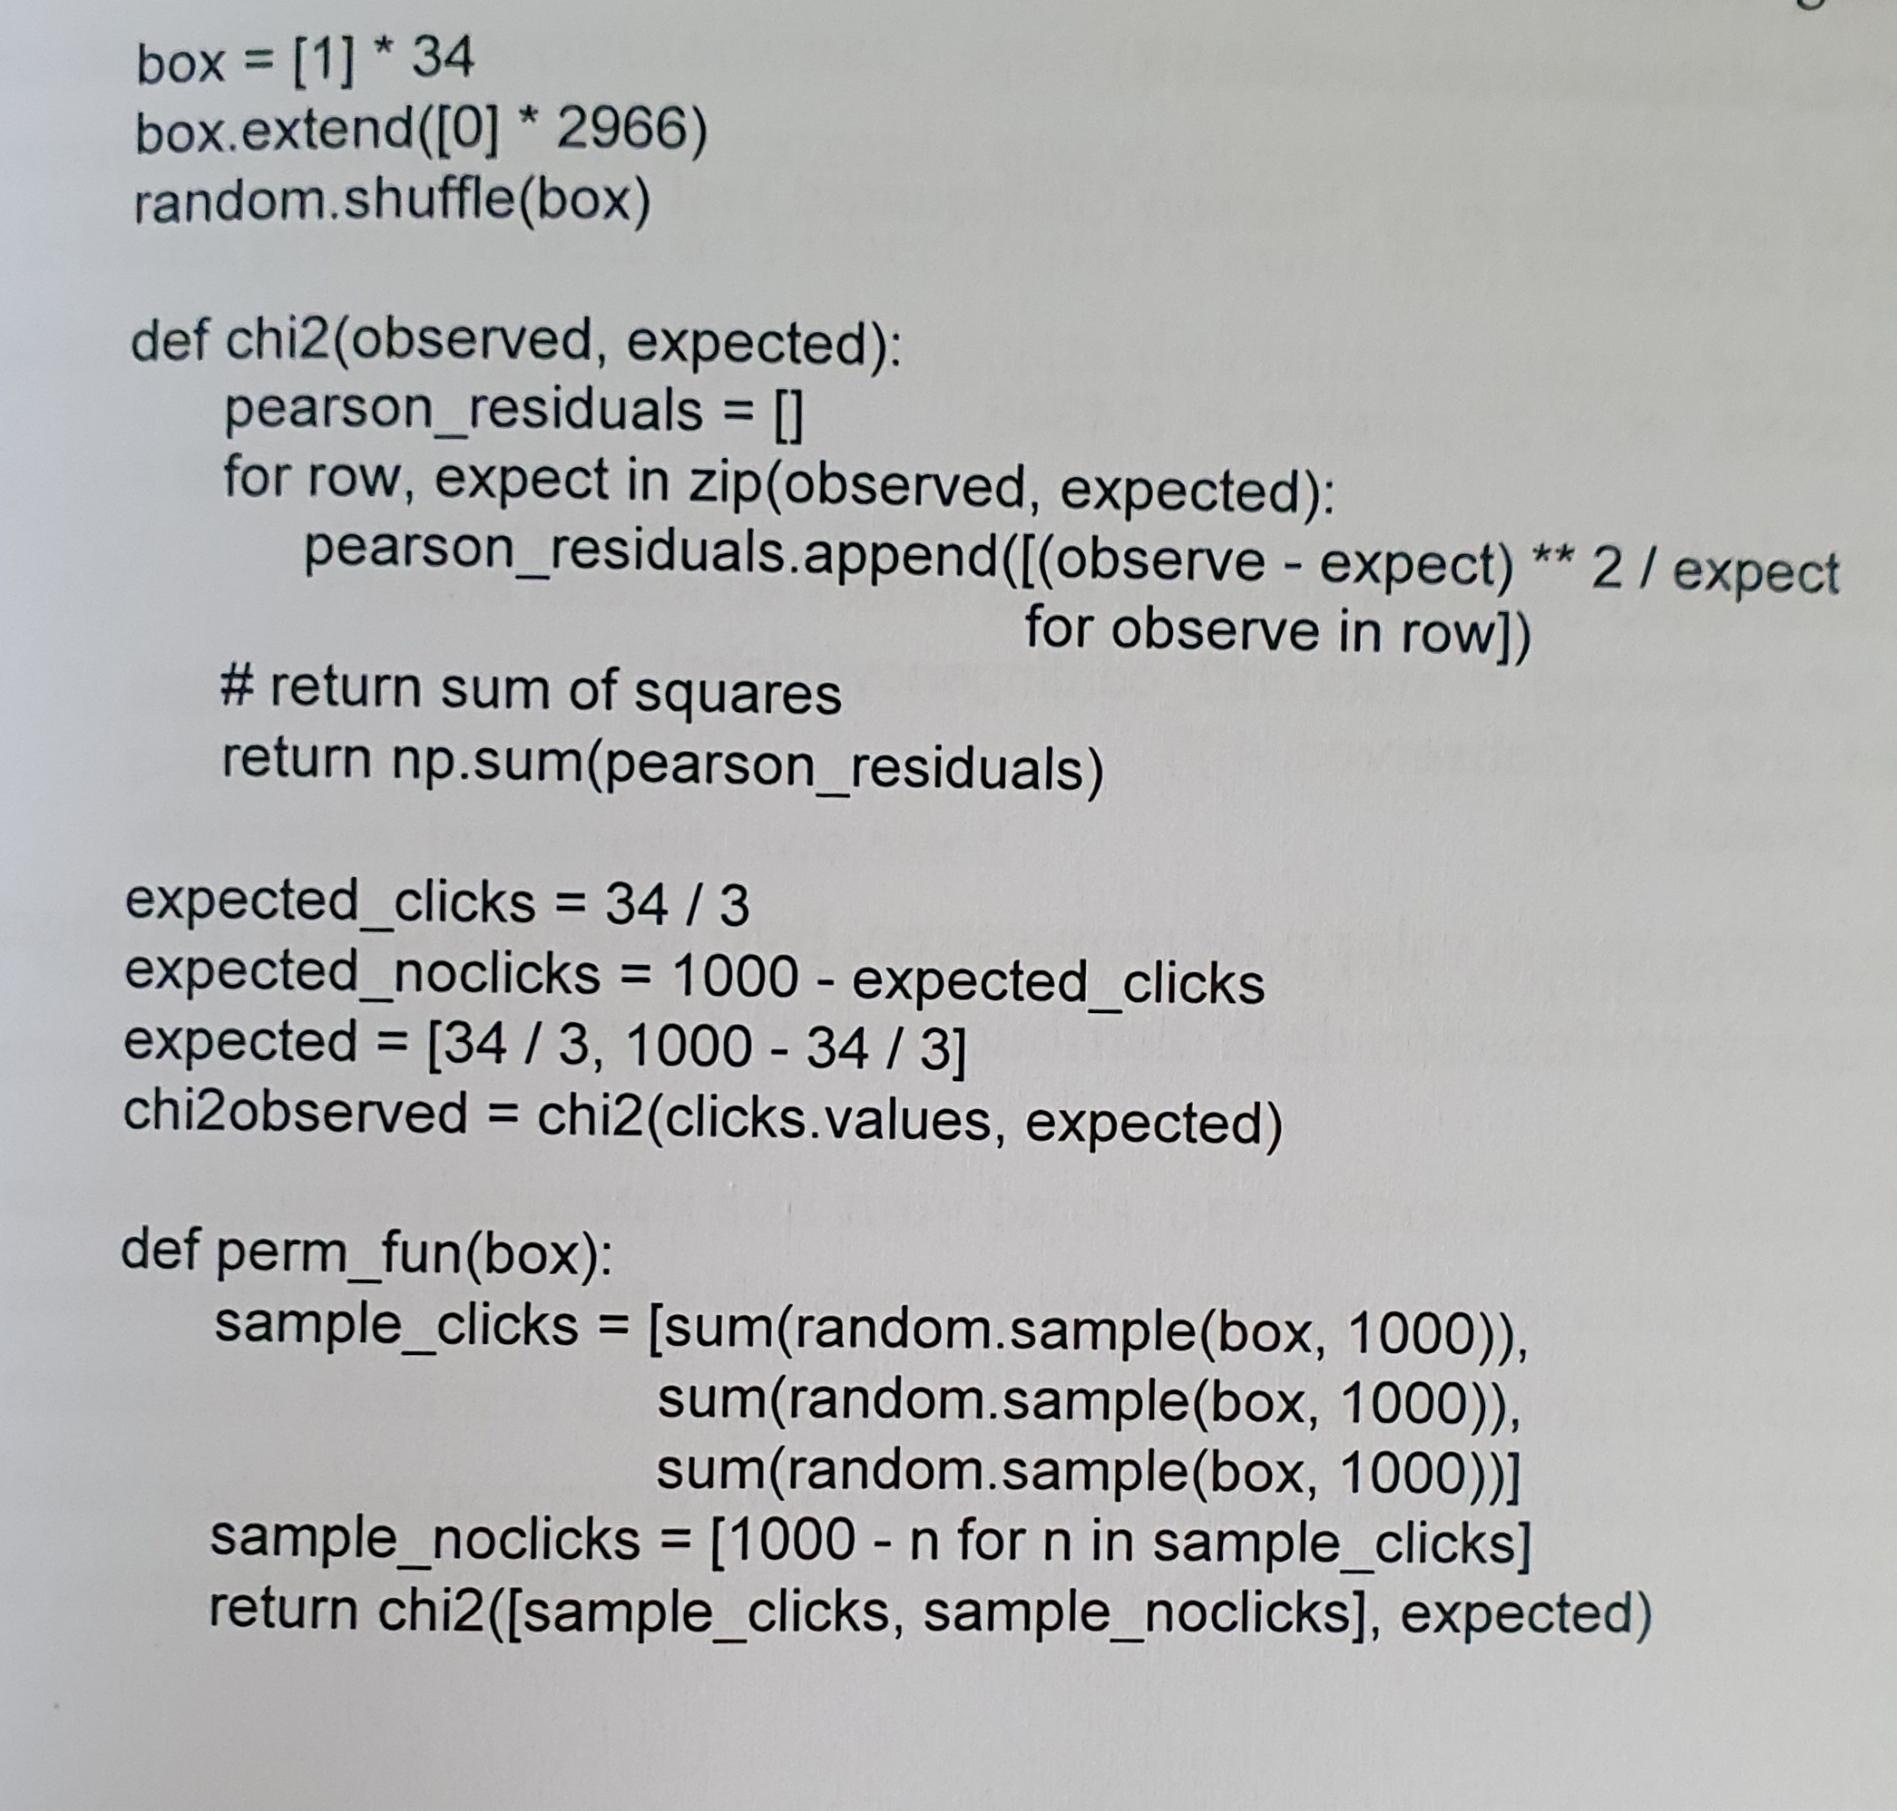 box = [1] * 34
box.extend([0] * 2966)
random.shuffle(box)

def chi2(observed, expected):
    pearson_residuals = []
    for row, expect in zip(observed, expected):
        pearson_residuals.append([(observe - expect) ** 2 / expect
                                  for observe in row])
    # return sum of squares
    return np.sum(pearson_residuals)

expected_clicks = 34 / 3
expected_noclicks = 1000 - expected_clicks
expected = [34 / 3, 1000 - 34 / 3]
chi2observed = chi2(clicks.values, expected)

def perm_fun(box):
    sample_clicks = [sum(random.sample(box, 1000)),
                     sum(random.sample(box, 1000)),
                     sum(random.sample(box, 1000))]
    sample_noclicks = [1000 - n for n in sample_clicks]
    return chi2([sample_clicks, sample_noclicks], expected)